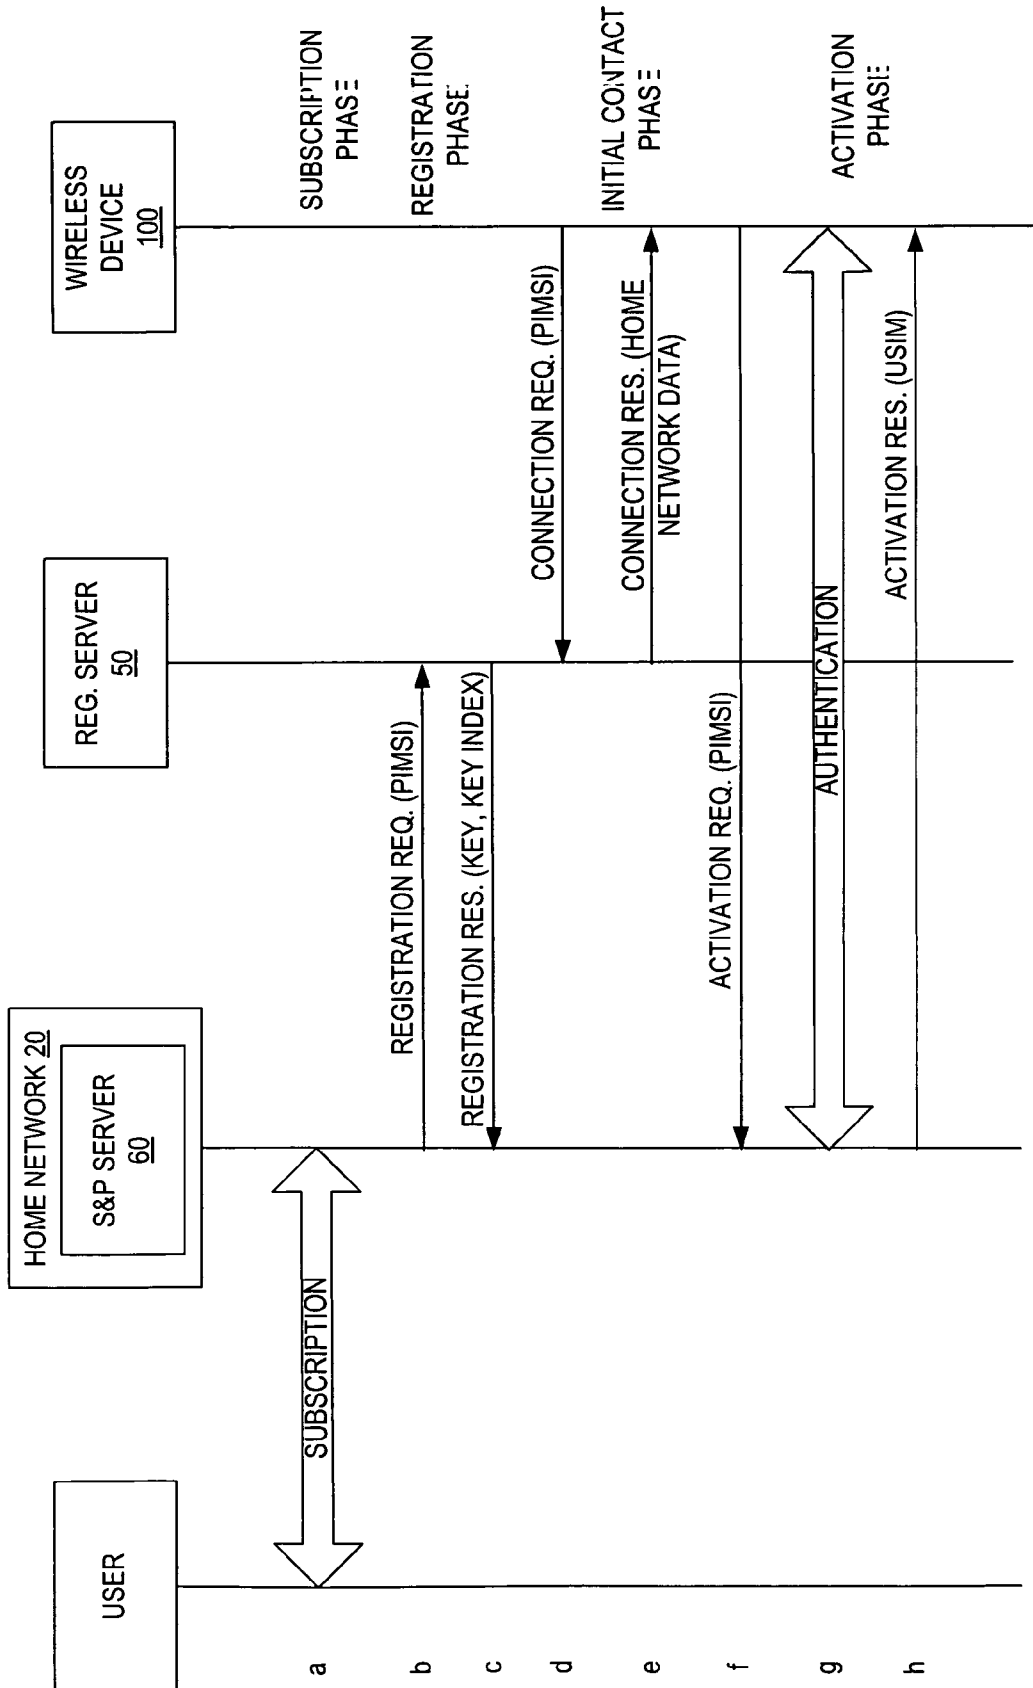 USER
HOME NETWORK 20
S&P SERVER
60
REG. SERVER
50
WIRELESS
DEVICE
100
a
SUBSCRIPTION
SUBSCRIPTION
PHASE
b
REGISTRATION REQ. (PIMSI)
REGISTRATION
PHASE
c
REGISTRATION RES. (KEY, KEY INDEX)
d
CONNECTION REQ. (PIMSI)
e
CONNECTION RES. (HOME
NETWORK DATA)
INITIAL CONTACT
PHASE
f
ACTIVATION REQ. (PIMSI)
g
AUTHENTICATION
ACTIVATION
PHASE
h
ACTIVATION RES. (USIM)